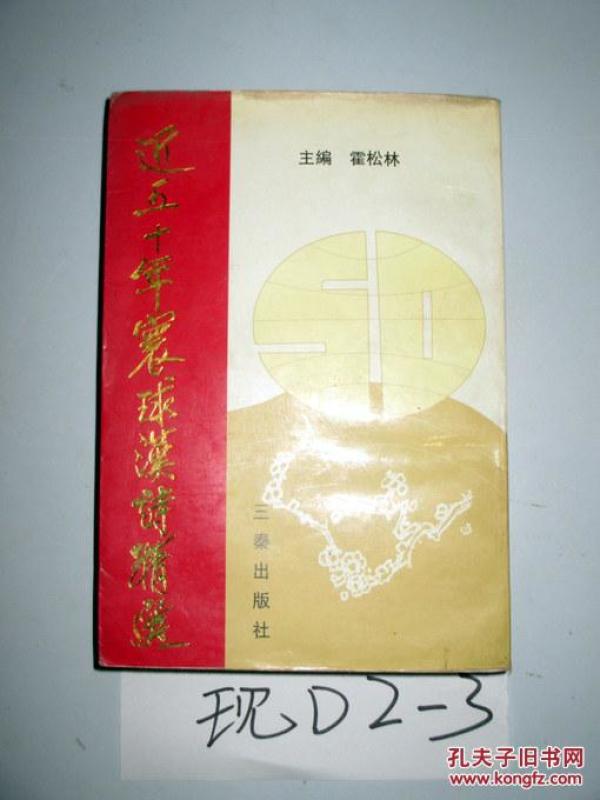 近五十年寰球漢詩精選
主編 霍松林
50
三秦出版社
现D2-3
孔夫子旧书网
www.kongfz.com